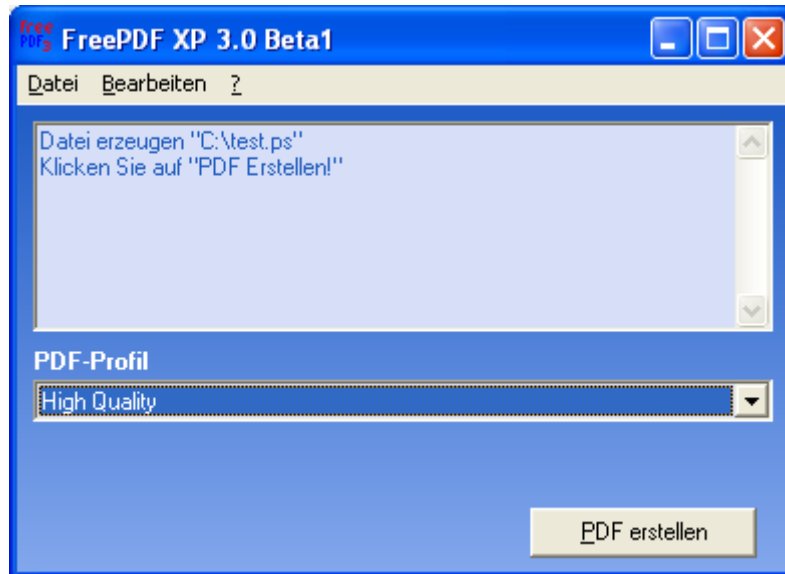 Free
PDF3
FreePDF XP 3.0 Beta1
Datei Bearbeiten ?
Datei erzeugen "C:\test.ps"
Klicken Sie auf "PDF Erstellen!"
PDF-Profil
High Quality
PDF erstellen